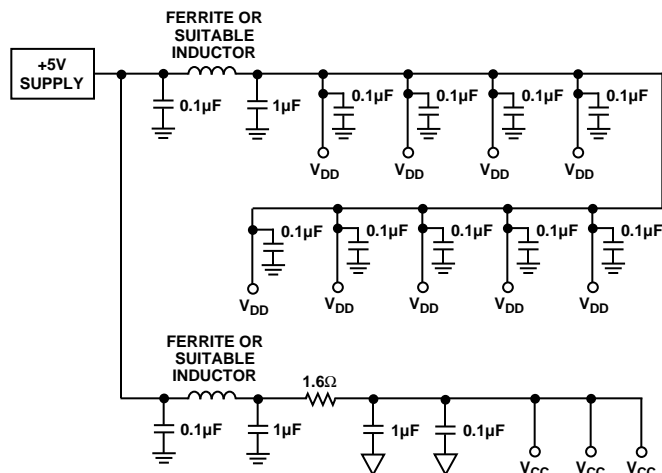 FERRITE OR
SUITABLE
INDUCTOR
+5V
SUPPLY
0.1µF
1µF
0.1µF
0.1µF
0.1µF
0.1µF
VDD
VDD
VDD
VDD
0.1µF
0.1µF
0.1µF
0.1µF
0.1µF
VDD
VDD
VDD
VDD
VDD
FERRITE OR
SUITABLE
INDUCTOR
1.6Ω
0.1µF
1µF
1µF
0.1µF
VCC
VCC
VCC